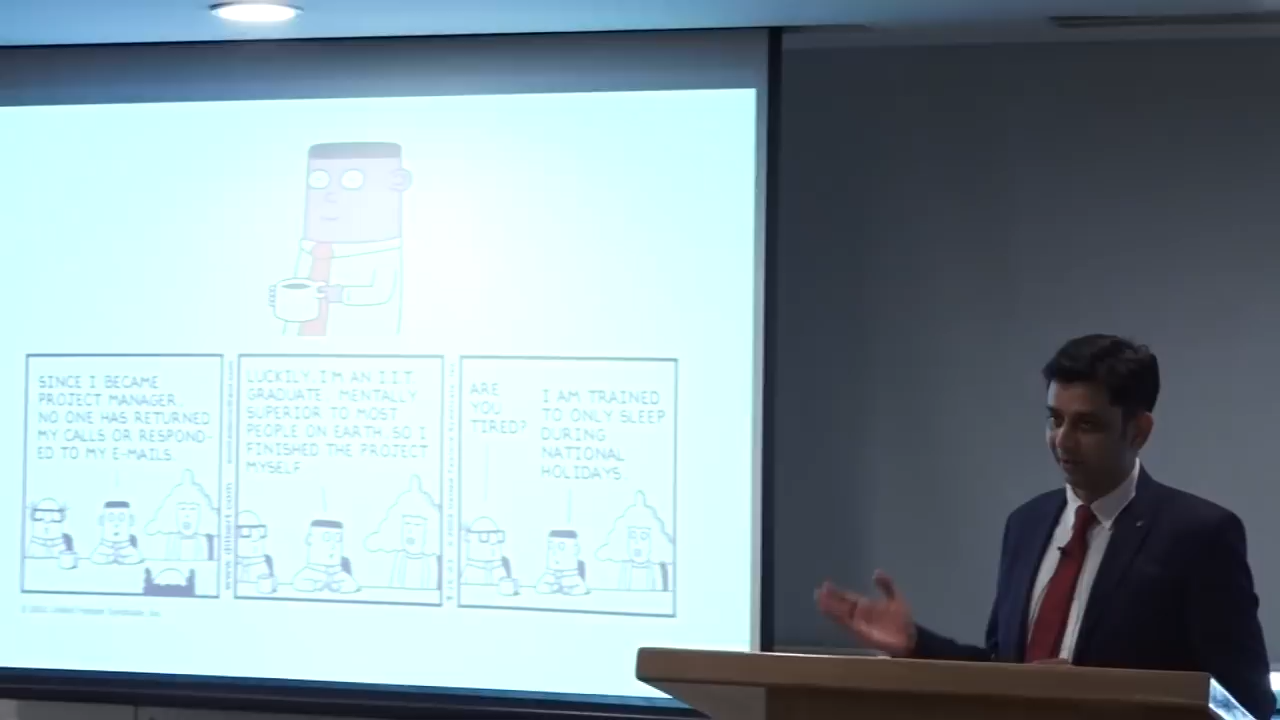 SINCE I BECAME
PROJECT MANAGER,
NO ONE HAS RETURNED
MY CALLS OR RESPOND-
ED TO MY E-MAILS.
LUCKILY, I'M AN I.I.T.
GRADUATE, MENTALLY
SUPERIOR TO MOST
PEOPLE ON EARTH, SO I
FINISHED THE PROJECT
MYSELF.
ARE
YOU
TIRED?
I AM TRAINED
TO ONLY SLEEP
DURING
NATIONAL
HOLIDAYS.